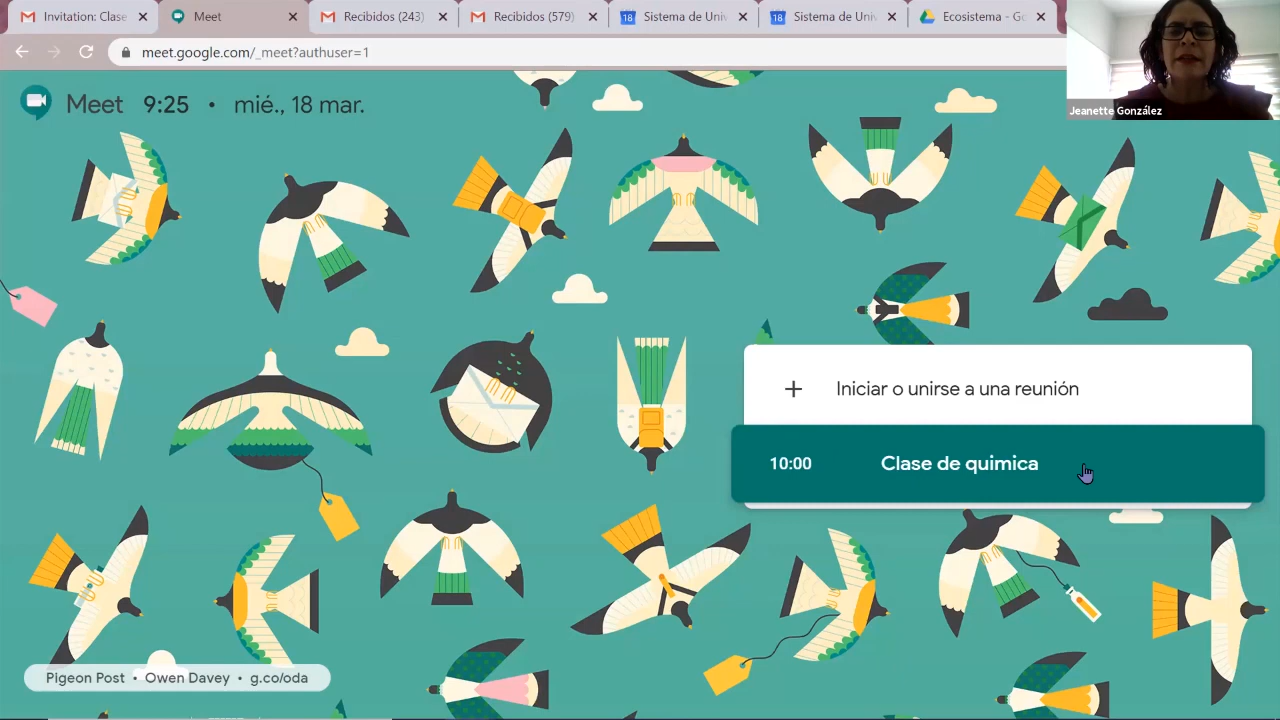 Invitation: Clase
Meet
Recibidos (243)
Recibidos (579)
18 Sistema de Univ
18 Sistema de Univ
Ecosistema - Go
meet.google.com/_meet?authuser=1
Jeanette González
Meet 9:25 • mié., 18 mar.
+ Iniciar o unirse a una reunión
10:00 Clase de quimica
Pigeon Post • Owen Davey • g.co/oda